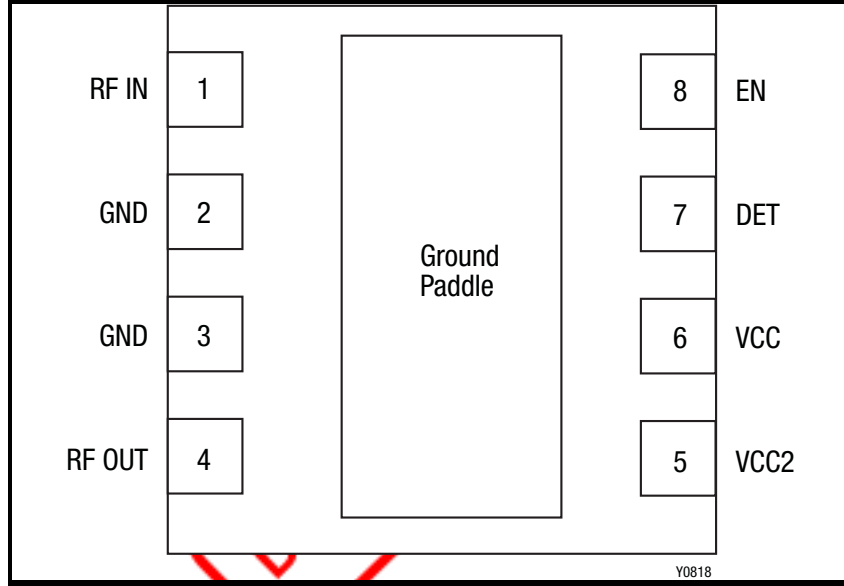 RF IN 1
GND 2
GND 3
RF OUT 4
Ground
Paddle
8 EN
7 DET
6 VCC
5 VCC2
Y0818